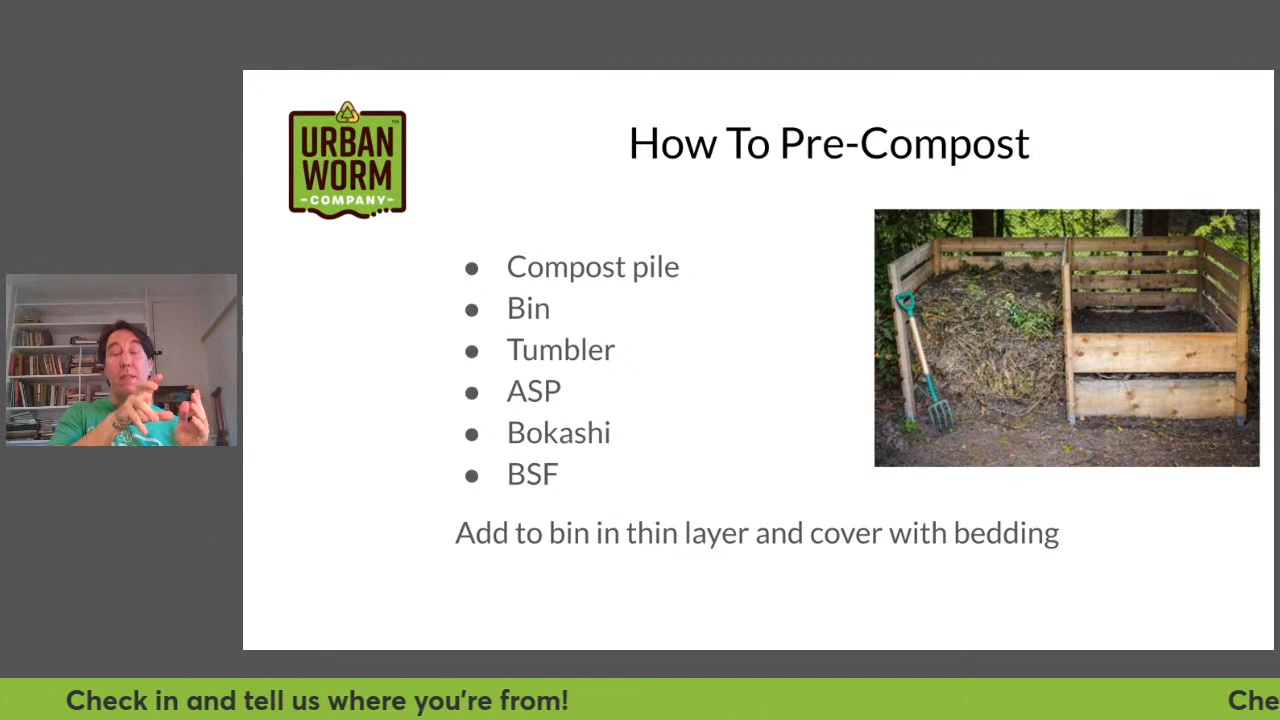 URBAN
WORM
-COMPANY-
TM
How To Pre-Compost
● Compost pile
● Bin
● Tumbler
● ASP
● Bokashi
● BSF
Add to bin in thin layer and cover with bedding
Check in and tell us where you're from!
Che